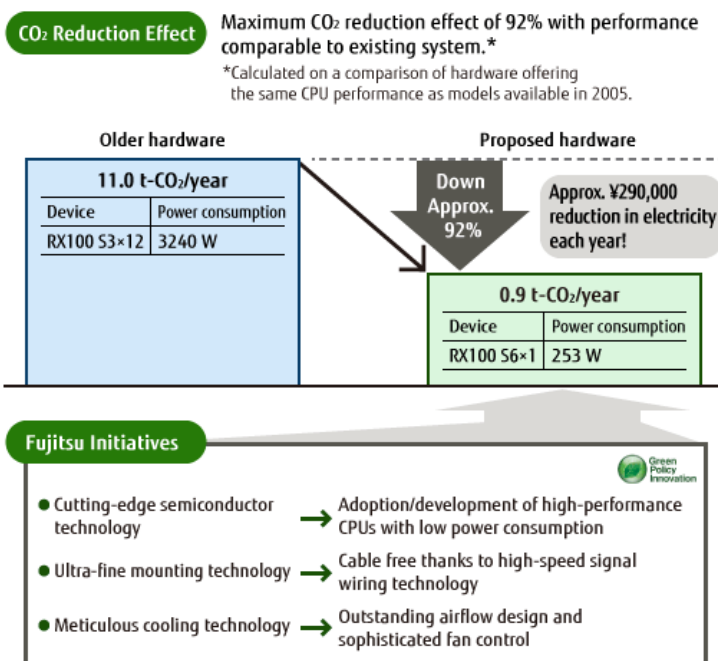 CO₂ Reduction Effect
Maximum CO₂ reduction effect of 92% with performance
comparable to existing system.*
*Calculated on a comparison of hardware offering
the same CPU performance as models available in 2005.
Older hardware
Proposed hardware
11.0 t-CO₂/year
Device Power consumption
RX100 S3×12 3240 W
Down
Approx.
92%
Approx. ¥290,000
reduction in electricity
each year!
0.9 t-CO₂/year
Device Power consumption
RX100 S6×1 253 W
Fujitsu Initiatives
Green
Policy
Innovation
● Cutting-edge semiconductor
technology
→ Adoption/development of high-performance
CPUs with low power consumption
● Ultra-fine mounting technology
→ Cable free thanks to high-speed signal
wiring technology
● Meticulous cooling technology
→ Outstanding airflow design and
sophisticated fan control